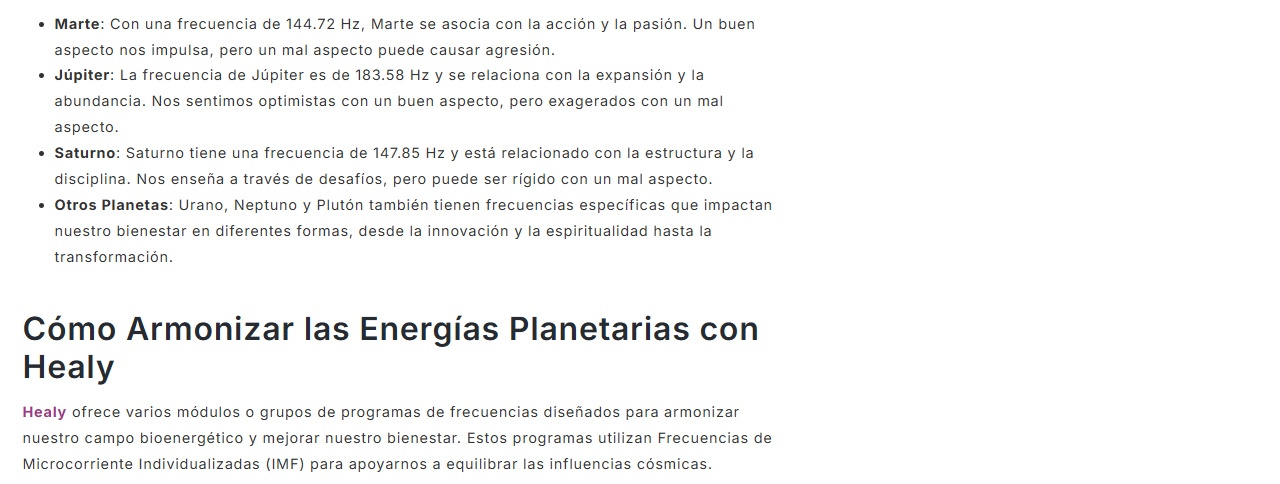 • Marte: Con una frecuencia de 144.72 Hz, Marte se asocia con la acción y la pasión. Un buen
aspecto nos impulsa, pero un mal aspecto puede causar agresión.
• Júpiter: La frecuencia de Júpiter es de 183.58 Hz y se relaciona con la expansión y la
abundancia. Nos sentimos optimistas con un buen aspecto, pero exagerados con un mal
aspecto.
• Saturno: Saturno tiene una frecuencia de 147.85 Hz y está relacionado con la estructura y la
disciplina. Nos enseña a través de desafíos, pero puede ser rígido con un mal aspecto.
• Otros Planetas: Urano, Neptuno y Plutón también tienen frecuencias específicas que impactan
nuestro bienestar en diferentes formas, desde la innovación y la espiritualidad hasta la
transformación.
Cómo Armonizar las Energías Planetarias con
Healy
Healy ofrece varios módulos o grupos de programas de frecuencias diseñados para armonizar
nuestro campo bioenergético y mejorar nuestro bienestar. Estos programas utilizan Frecuencias de
Microcorriente Individualizadas (IMF) para apoyarnos a equilibrar las influencias cósmicas.